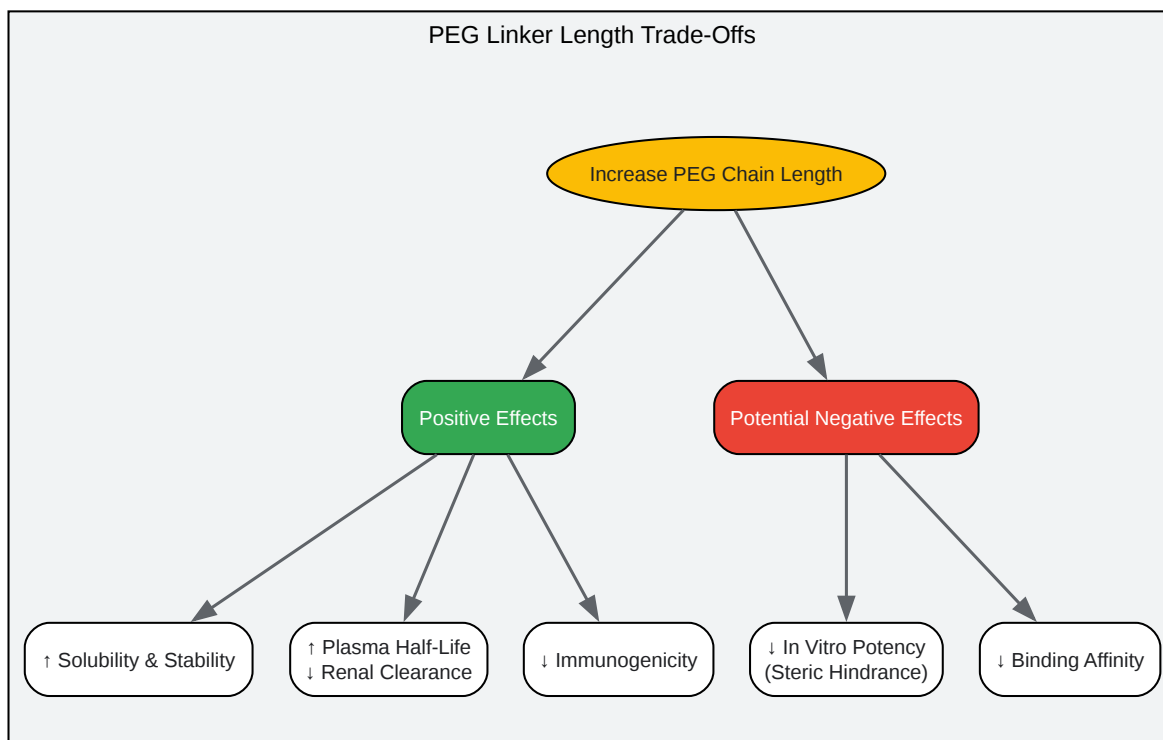 PEG Linker Length Trade-Offs
Increase PEG Chain Length
Positive Effects
Potential Negative Effects
↑ Solubility & Stability
↑ Plasma Half-Life
↓ Renal Clearance
↓ Immunogenicity
↓ In Vitro Potency
(Steric Hindrance)
↓ Binding Affinity